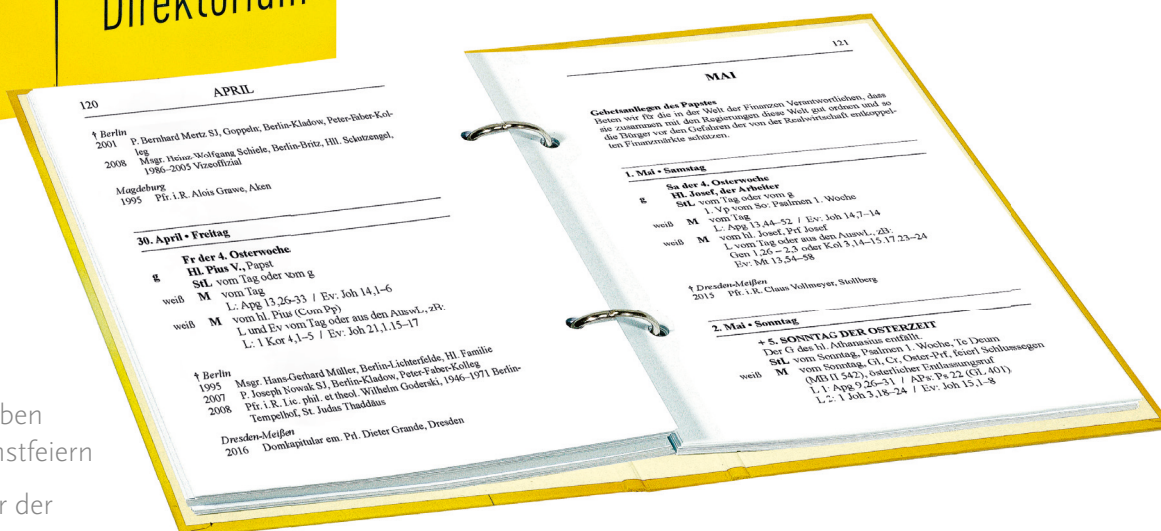 Direktorium
120
APRIL
† Berlin
2001 P. Bernhard Mertz SJ, Goppeln; Berlin-Kladow, Peter-Faber-Kol-
leg
2008 Msgr. Heinz-Wolfgang Schiele, Berlin-Britz, Hll. Schutzengel,
1986–2005 Vizeoffizial
Magdeburg
1995 Pfr. i.R. Alois Grawe, Aken
30. April • Freitag
Fr der 4. Osterwoche
g Hl. Pius V., Papst
StL vom Tag oder vom g
weiß M vom Tag
L: Apg 13,26–33 / Ev: Joh 14,1–6
weiß M vom hl. Pius (Com Pp)
L und Ev vom Tag oder aus den AuswL, zB:
L: 1 Kor 4,1–5 / Ev: Joh 21,1.15–17
† Berlin
1995 Msgr. Hans-Gerhard Müller, Berlin-Lichterfelde, Hl. Familie
2007 P. Joseph Nowak SJ, Berlin-Kladow, Peter-Faber-Kolleg
2008 Pfr. i.R. Lic. phil. et theol. Wilhelm Goderski, 1946–1971 Berlin-
Tempelhof, St. Judas Thaddäus
Dresden-Meißen
2016 Domkapitular em. Prl. Dieter Grande, Dresden
121
MAI
Gebetsanliegen des Papstes
Beten wir für die in der Welt der Finanzen Verantwortlichen, dass
sie zusammen mit den Regierungen diese Welt gut ordnen und so
die Bürger vor den Gefahren der von der Realwirtschaft entkoppel-
ten Finanzmärkte schützen.
1. Mai • Samstag
Sa der 4. Osterwoche
g Hl. Josef, der Arbeiter
StL vom Tag oder vom g
1. Vp vom So: Psalmen 1. Woche
weiß M vom Tag
L: Apg 13,44–52 / Ev: Joh 14,7–14
weiß M vom hl. Josef, Prf Josef
L vom Tag oder aus den AuswL, zB:
Gen 1,26 – 2,3 oder Kol 3,14–15.17.23–24
Ev: Mt 13,54–58
† Dresden-Meißen
2015 Pfr. i.R. Claus Vollmeyer, Stollberg
2. Mai • Sonntag
+ 5. SONNTAG DER OSTERZEIT
Der G des hl. Athanasius entfällt.
StL vom Sonntag, Psalmen 1. Woche, Te Deum
weiß M vom Sonntag, Gl, Cr, Oster-Prf, feierl Schlusssegen
(MB II 542), österlicher Entlassungsruf
L 1: Apg 9,26–31 / APs: Ps 22 (GL 401)
L 2: 1 Joh 3,18–24 / Ev: Joh 15,1–8
ben
nstfeiern
r der